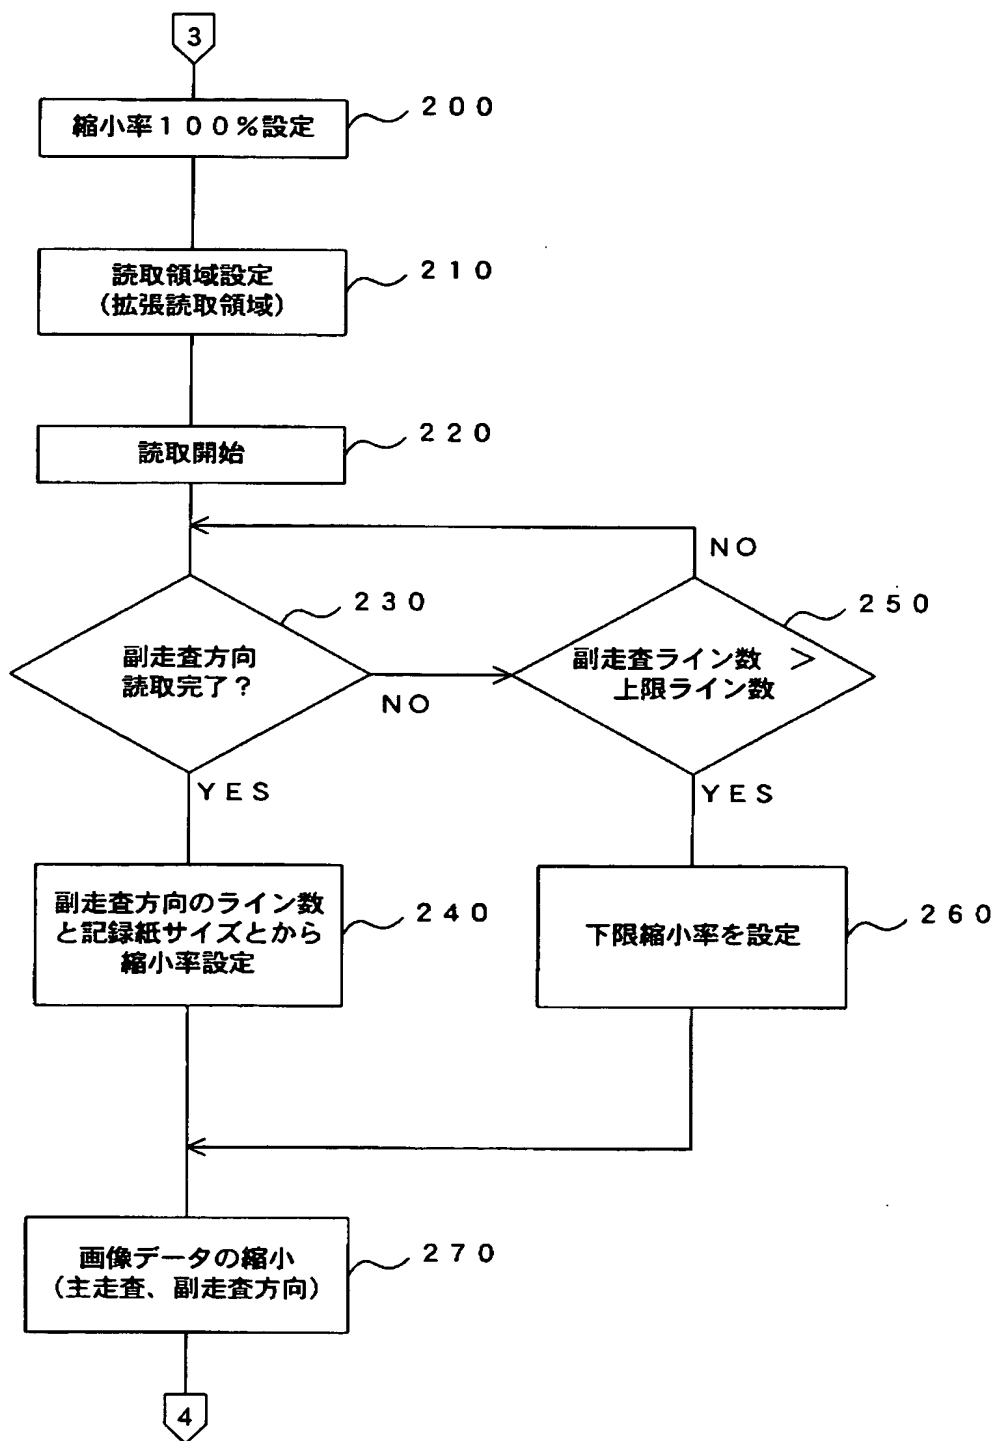 3
縮小率１００％設定
２００
読取領域設定
（拡張読取領域）
２１０
読取開始
２２０
NO
副走査方向
読取完了？
２３０
NO
YES
副走査ライン数 ＞
上限ライン数
２５０
YES
副走査方向のライン数
と記録紙サイズとから
縮小率設定
２４０
下限縮小率を設定
２６０
画像データの縮小
（主走査、副走査方向）
２７０
4